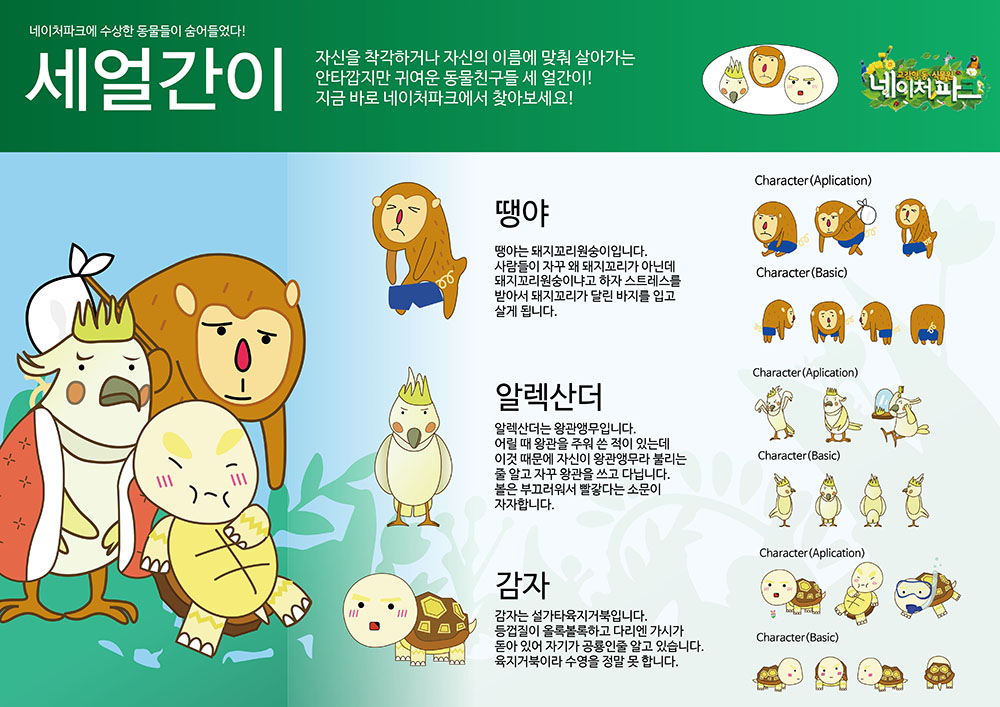 네이처파크에 수상한 동물들이 숨어들었다!
세얼간이
자신을 착각하거나 자신의 이름에 맞춰 살아가는
안타깝지만 귀여운 동물친구들 세 얼간이!
지금 바로 네이처파크에서 찾아보세요!
교감형 동·식물원
네이처파크
땡야
땡야는 돼지꼬리원숭이입니다.
사람들이 자꾸 왜 돼지꼬리가 아닌데
돼지꼬리원숭이냐고 하자 스트레스를
받아서 돼지꼬리가 달린 바지를 입고
살게 됩니다.
Character(Aplication)
Character(Basic)
알렉산더
알렉산더는 왕관앵무입니다.
어릴 때 왕관을 주워 쓴 적이 있는데
이것 때문에 자신이 왕관앵무라 불리는
줄 알고 자꾸 왕관을 쓰고 다닙니다.
볼은 부끄러워서 빨갛다는 소문이
자자합니다.
Character(Aplication)
Character(Basic)
감자
감자는 설가타육지거북입니다.
등껍질이 올록볼록하고 다리엔 가시가
돋아 있어 자기가 공룡인줄 알고 있습니다.
육지거북이라 수영을 정말 못 합니다.
Character(Aplication)
Character(Basic)